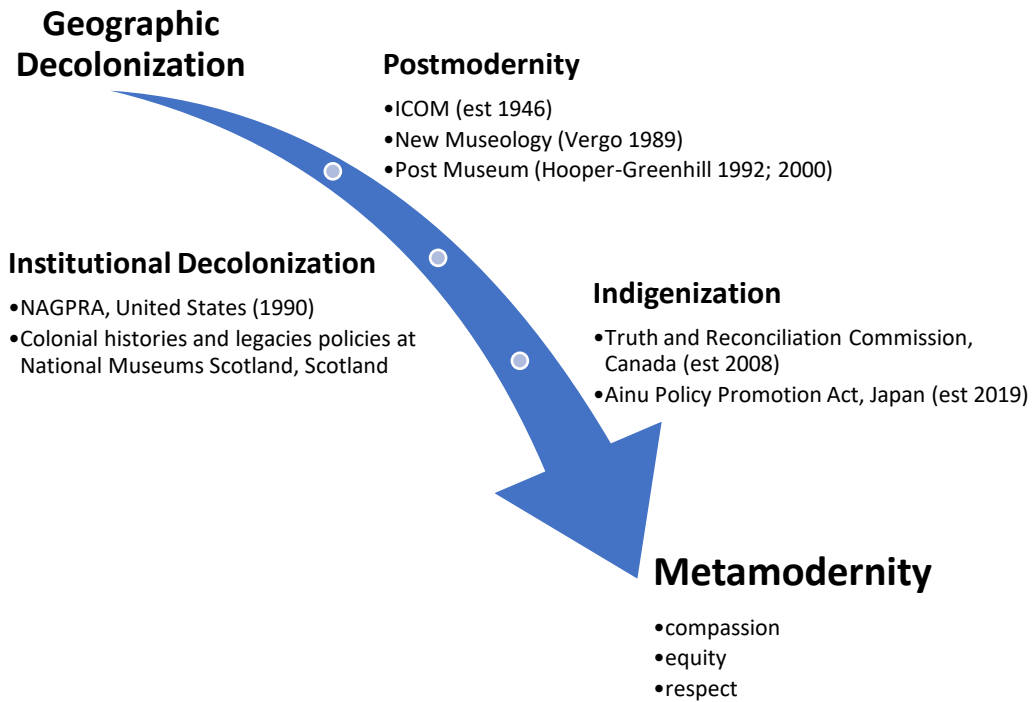 Geographic
Decolonization
Postmodernity
•ICOM (est 1946)
•New Museology (Vergo 1989)
•Post Museum (Hooper-Greenhill 1992; 2000)
Institutional Decolonization
•NAGPRA, United States (1990)
•Colonial histories and legacies policies at
National Museums Scotland, Scotland
Indigenization
•Truth and Reconciliation Commission,
Canada (est 2008)
•Ainu Policy Promotion Act, Japan (est 2019)
Metamodernity
•compassion
•equity
•respect